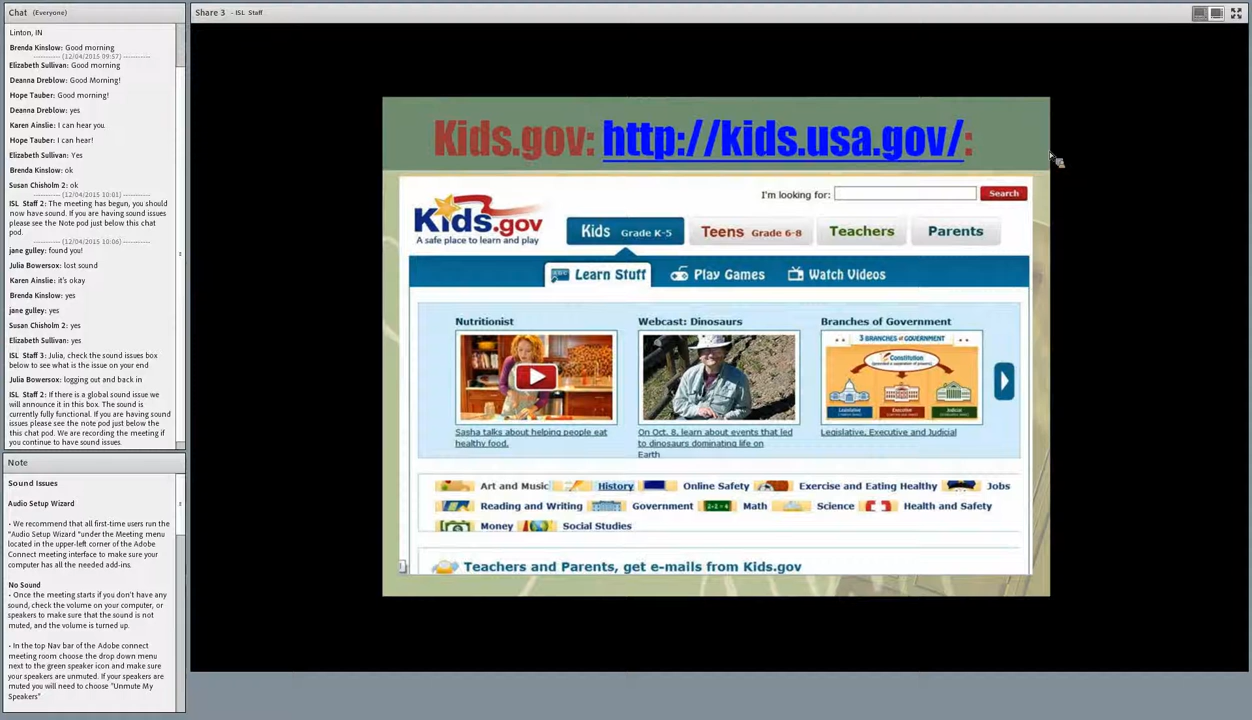 Chat (Everyone)
Linton, IN
Brenda Kinslow: Good morning
----------- (12/04/2015 09:57) -----------
Elizabeth Sullivan: Good morning
Deanna Dreblow: Good Morning!
Hope Tauber: Good morning!
Deanna Dreblow: yes
Karen Ainslie: I can hear you.
Hope Tauber: I can hear!
Elizabeth Sullivan: Yes
Brenda Kinslow: ok
Susan Chisholm 2: ok
----------- (12/04/2015 10:01) -----------
ISL Staff 2: The meeting has begun, you should
now have sound. If you are having sound issues
please see the Note pod just below this chat
pod.
----------- (12/04/2015 10:06) -----------
jane gulley: found you!
Julia Bowersox: lost sound
Karen Ainslie: it's okay
Brenda Kinslow: yes
jane gulley: yes
Susan Chisholm 2: yes
Elizabeth Sullivan: yes
ISL Staff 3: Julia, check the sound issues box
below to see what is the issue on your end
Julia Bowersox: logging out and back in
ISL Staff 2: If there is a global sound issue we
will announce it in this box. The sound is
currently fully functional. If you are having sound
issues please see the note pod just below the
this chat pod. We are recording the meeting if
you continue to have sound issues.
Note
Sound Issues
Audio Setup Wizard
• We recommend that all first-time users run the
"Audio Setup Wizard "under the Meeting menu
located in the upper-left corner of the Adobe
Connect meeting interface to make sure your
computer has all the needed add-ins.
No Sound
• Once the meeting starts if you don't have any
sound, check the volume on your computer, or
speakers to make sure that the sound is not
muted, and the volume is turned up.
• In the top Nav bar of the Adobe connect
meeting room choose the drop down menu
next to the green speaker icon and make sure
your speakers are unmuted. If your speakers are
muted you will need to choose "Unmute My
Speakers"
Share 3 - ISL Staff
Kids.gov: http://kids.usa.gov/:
I'm looking for: Search
Kids.gov
A safe place to learn and play
Kids Grade K-5 Teens Grade 6-8 Teachers Parents
Learn Stuff Play Games Watch Videos
Nutritionist Webcast: Dinosaurs Branches of Government
3 BRANCHES of GOVERNMENT
Constitution
Legislative Executive Judicial
Sasha talks about helping people eat
healthy food.
On Oct. 8, learn about events that led
to dinosaurs dominating life on
Earth
Legislative, Executive and Judicial
Art and Music History Online Safety Exercise and Eating Healthy Jobs
Reading and Writing Government Math Science Health and Safety
Money Social Studies
Teachers and Parents, get e-mails from Kids.gov